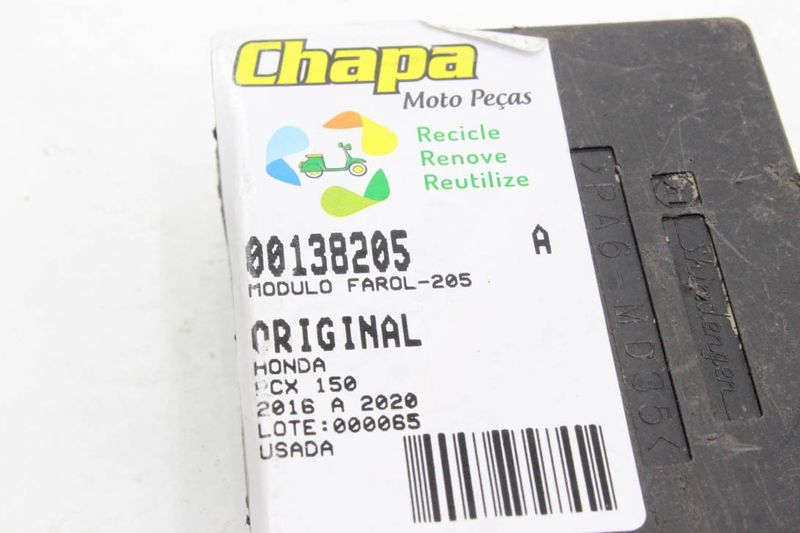 Chapa
Moto Peças
Recicle
Renove
Reutilize
00138205 A
MODULO FAROL-205
ORIGINAL
HONDA
PCX 150
2016 A 2020
LOTE:000065
USADA
>PA6-MD35<
Shindengen